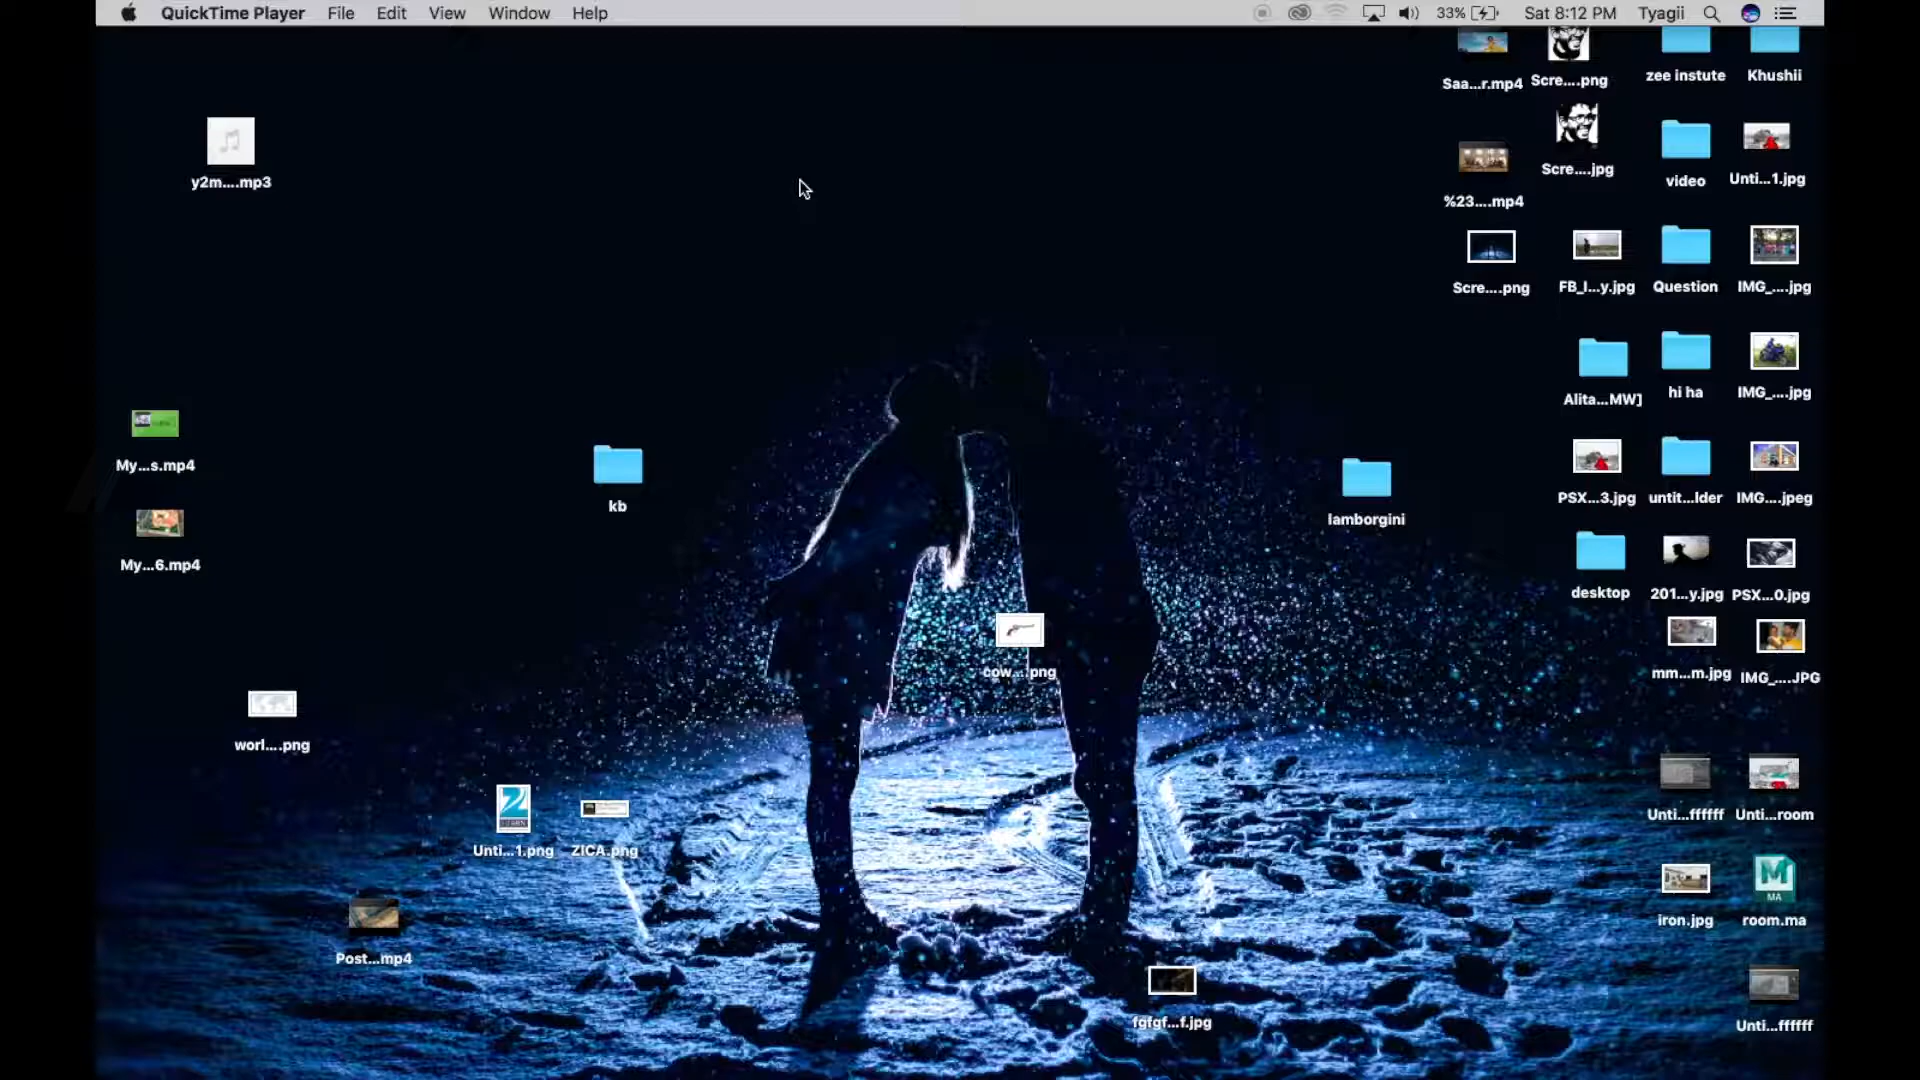 QuickTime Player File Edit View Window Help 33% Sat 8:12 PM Tyagii
Saa...r.mp4 Scre....png zee instute Khushii
y2m....mp3
Scre....jpg video Unti...1.jpg
%23....mp4
Scre....png FB_I...y.jpg Question IMG_....jpg
Alita...MW] hi ha IMG_....jpg
My...s.mp4
kb
lamborgini
PSX...3.jpg untit...lder IMG....jpeg
My...6.mp4
desktop 201...y.jpg PSX...0.jpg
cow....png
mm...m.jpg IMG_....JPG
worl....png
Unti...ffffff Unti...room
Unti...1.png ZICA.png
MA
iron.jpg room.ma
Post...mp4
fgfgf...f.jpg
Unti...ffffff